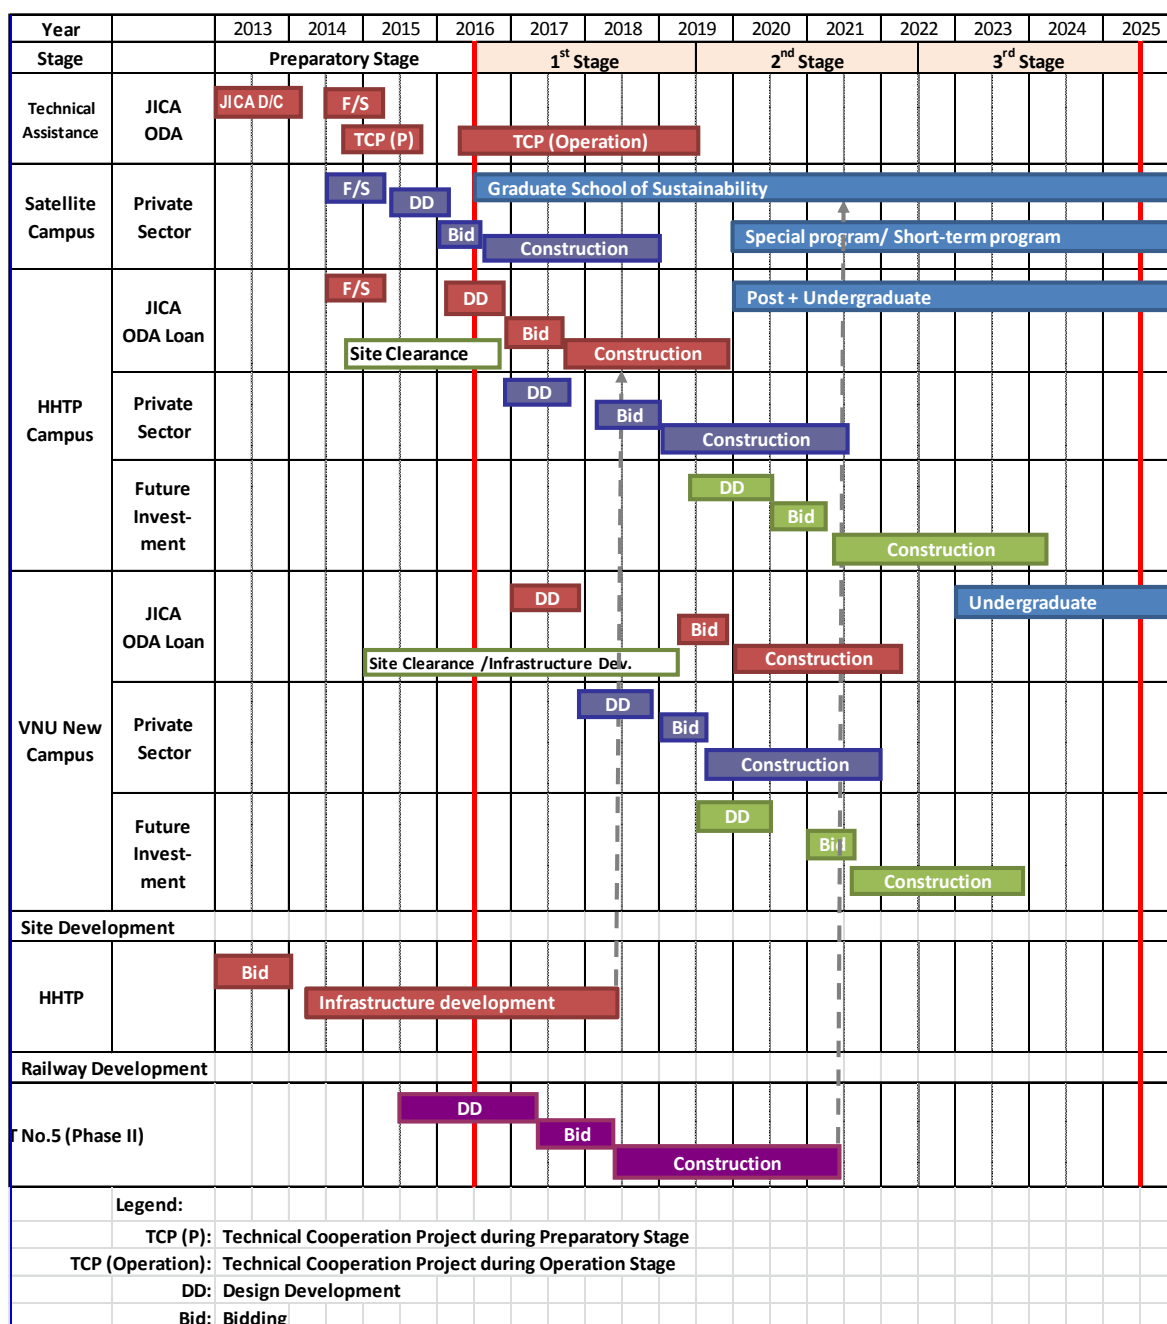 Year 2013 2014 2015 2016 2017 2018 2019 2020 2021 2022 2023 2024 2025
Stage Preparatory Stage 1st Stage 2nd Stage 3rd Stage
Technical
Assistance
JICA
ODA
JICA D/C F/S
TCP (P) TCP (Operation)
Satellite
Campus
Private
Sector
F/S Graduate School of Sustainability
DD
Bid Special program/ Short-term program
Construction
HHTP
Campus
JICA
ODA Loan
F/S DD Post + Undergraduate
Bid
Site Clearance Construction
Private
Sector
DD
Bid
Construction
Future
Invest-
ment
DD
Bid
Construction
VNU New
Campus
JICA
ODA Loan
DD Undergraduate
Bid
Site Clearance /Infrastructure Dev. Construction
Private
Sector
DD
Bid
Construction
Future
Invest-
ment
DD
Bid
Construction
Site Development
HHTP
Bid
Infrastructure development
Railway Development
T No.5 (Phase II)
DD
Bid
Construction
Legend:
TCP (P): Technical Cooperation Project during Preparatory Stage
TCP (Operation): Technical Cooperation Project during Operation Stage
DD: Design Development
Bid: Bidding